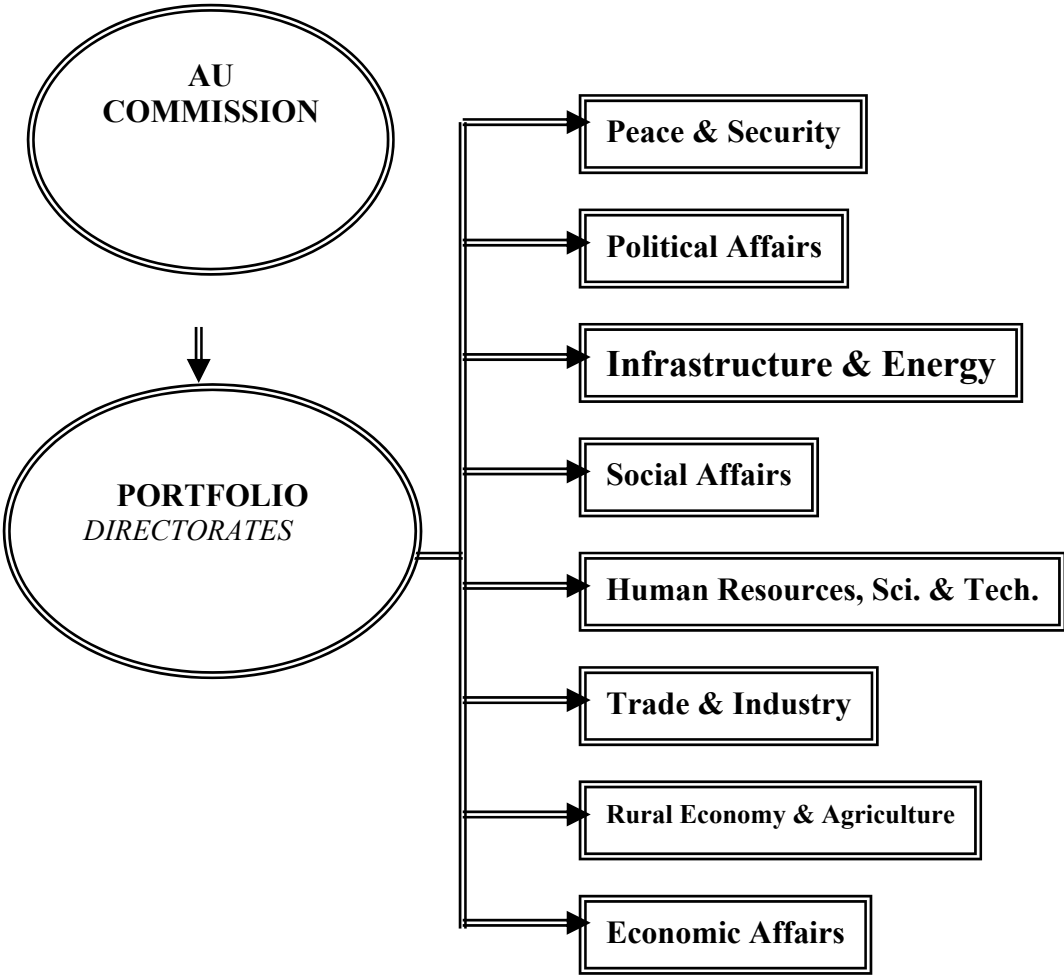 AU
COMMISSION
PORTFOLIO
DIRECTORATES
Peace & Security
Political Affairs
Infrastructure & Energy
Social Affairs
Human Resources, Sci. & Tech.
Trade & Industry
Rural Economy & Agriculture
Economic Affairs